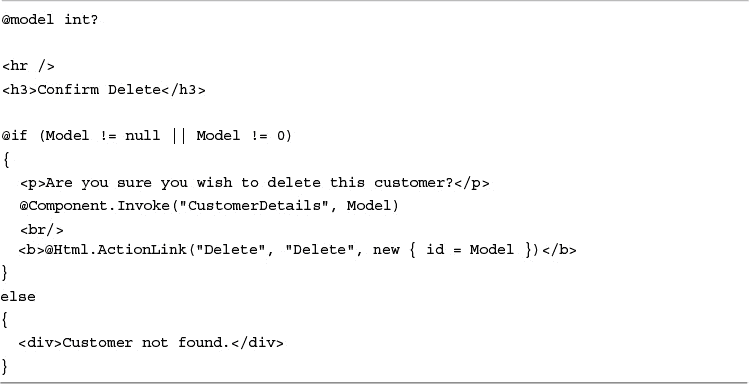 @model int?
<hr />
<h3>Confirm Delete</h3>
@if (Model != null || Model != 0)
{
<p>Are you sure you wish to delete this customer?</p>
@Component.Invoke("CustomerDetails", Model)
<br/>
<b>@Html.ActionLink("Delete", "Delete", new { id = Model })</b>
}
else
{
<div>Customer not found.</div>
}